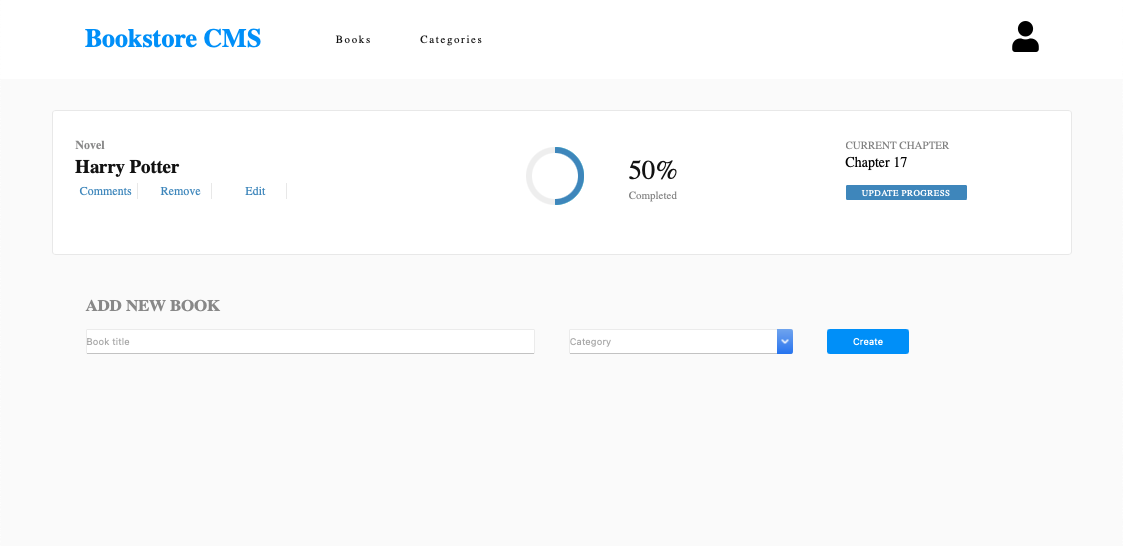 Bookstore CMS
Books
Categories
Novel
Harry Potter
Comments
Remove
Edit
50%
Completed
CURRENT CHAPTER
Chapter 17
UPDATE PROGRESS
ADD NEW BOOK
Book title
Category
Create